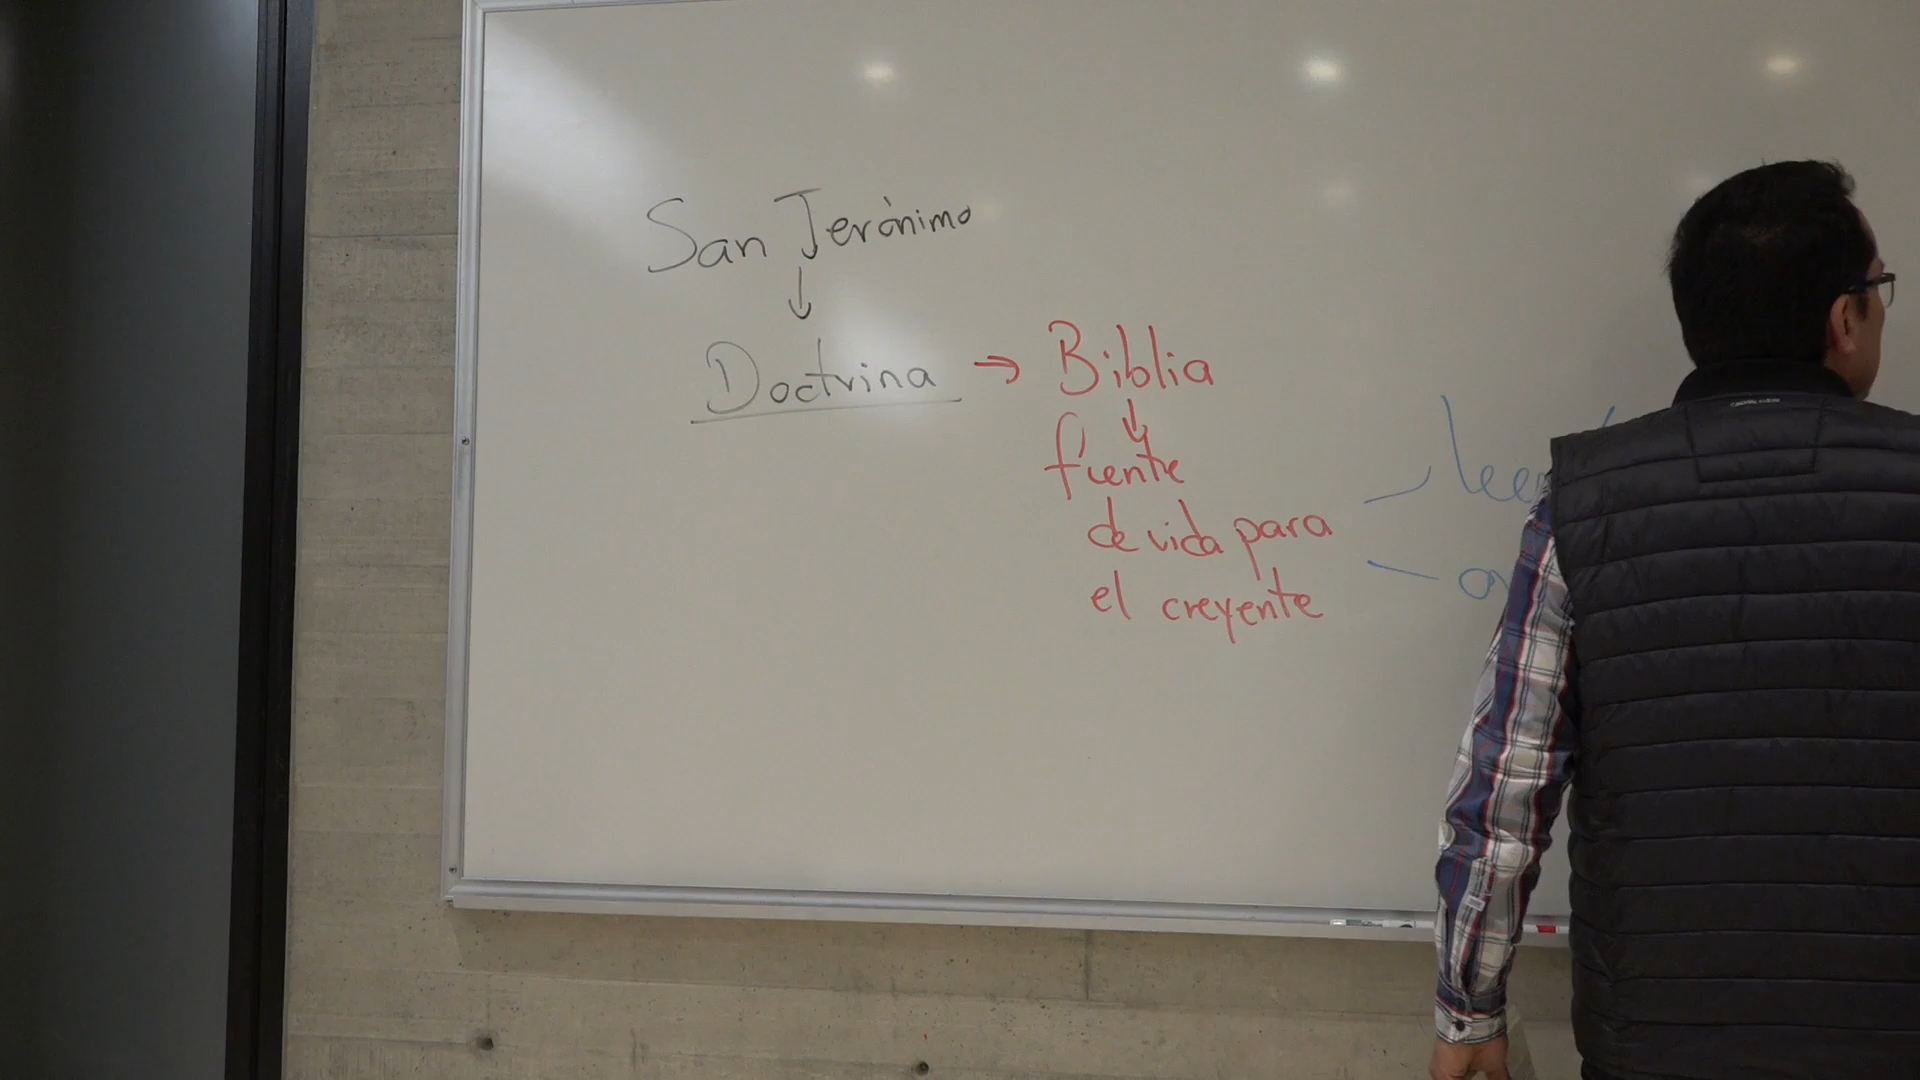 San Jerónimo
↓
Doctrina → Biblia
↓
fuente
de vida para
el creyente